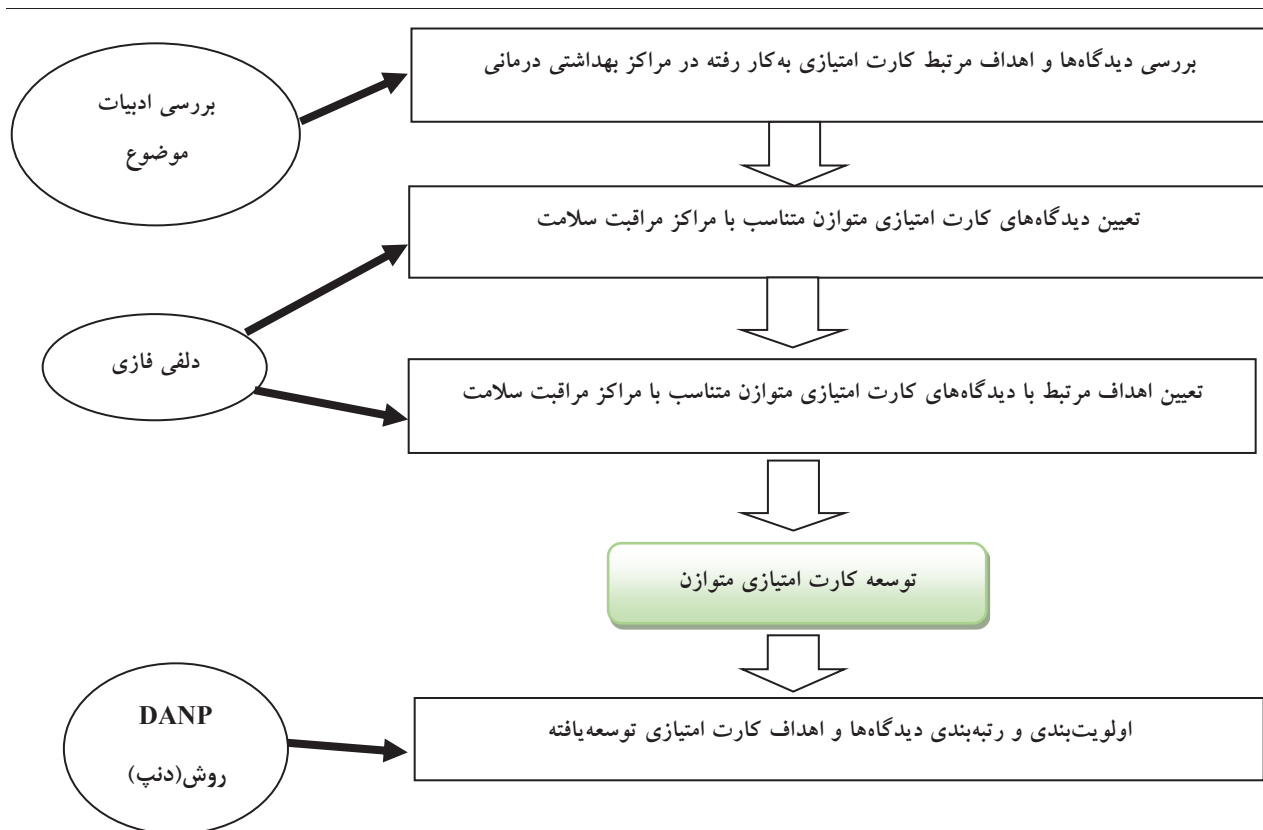 بررسی دیدگاه‌ها و اهداف مرتبط کارت امتیازی به‌کار رفته در مراکز بهداشتی درمانی
بررسی ادبیات
موضوع
تعیین دیدگاه‌های کارت امتیازی متوازن متناسب با مراکز مراقبت سلامت
دلفی فازی
تعیین اهداف مرتبط با دیدگاه‌های کارت امتیازی متوازن متناسب با مراکز مراقبت سلامت
توسعه کارت امتیازی متوازن
اولویت‌بندی و رتبه‌بندی دیدگاه‌ها و اهداف کارت امتیازی توسعه‌یافته
DANP
روش(دنپ)